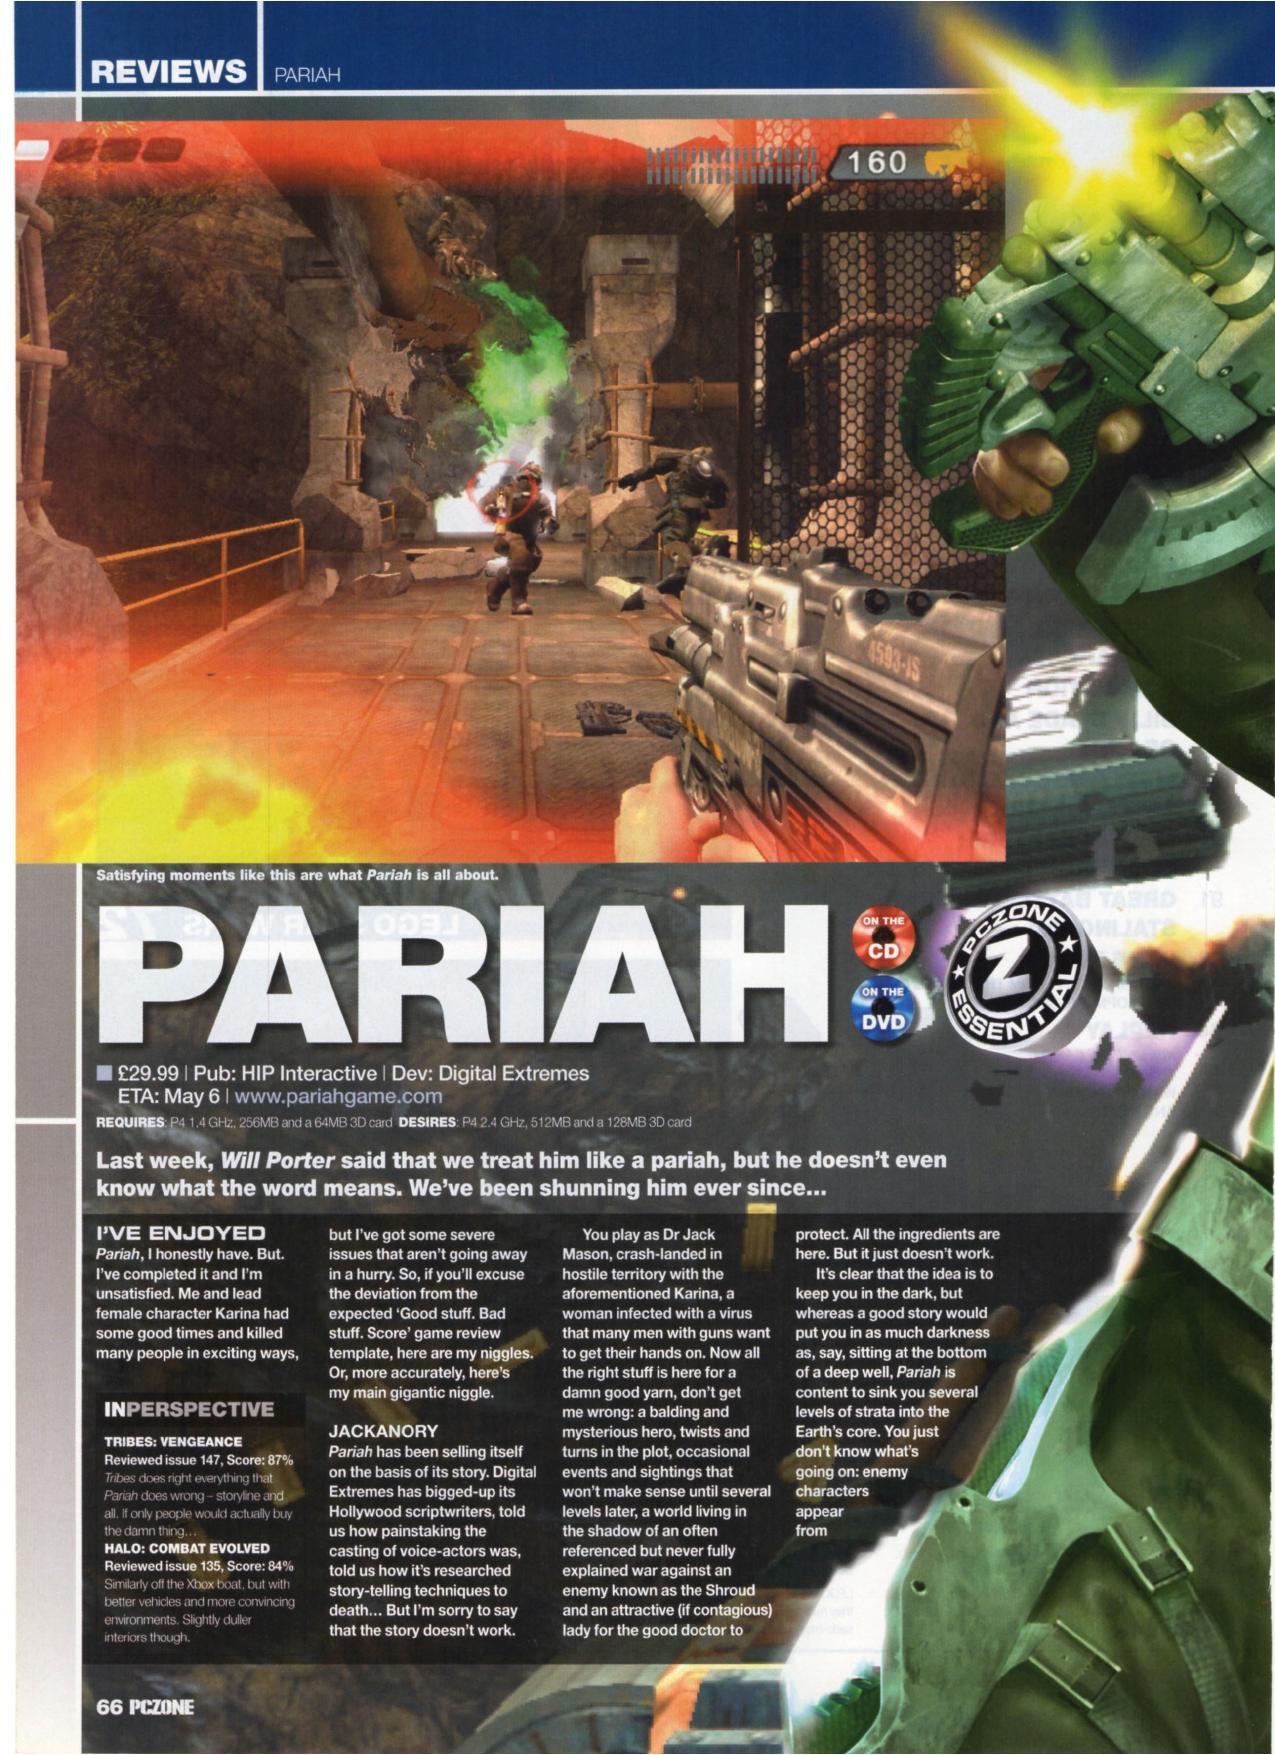 REVIEWS
PARIAH
160
4593-JS
Satisfying moments like this are what Pariah is all about.
PARIAH
ON THE
CD
ON THE
DVD
PCZONE
Z
ESSENTIAL
£29.99 | Pub: HIP Interactive | Dev: Digital Extremes
ETA: May 6 | www.pariahgame.com
REQUIRES: P4 1.4 GHz, 256MB and a 64MB 3D card DESIRES: P4 2.4 GHz, 512MB and a 128MB 3D card
Last week, Will Porter said that we treat him like a pariah, but he doesn't even
know what the word means. We've been shunning him ever since...
I'VE ENJOYED
Pariah, I honestly have. But.
I've completed it and I'm
unsatisfied. Me and lead
female character Karina had
some good times and killed
many people in exciting ways,
but I've got some severe
issues that aren't going away
in a hurry. So, if you'll excuse
the deviation from the
expected 'Good stuff. Bad
stuff. Score' game review
template, here are my niggles.
Or, more accurately, here's
my main gigantic niggle.
JACKANORY
Pariah has been selling itself
on the basis of its story. Digital
Extremes has bigged-up its
Hollywood scriptwriters, told
us how painstaking the
casting of voice-actors was,
told us how it's researched
story-telling techniques to
death... But I'm sorry to say
that the story doesn't work.
You play as Dr Jack
Mason, crash-landed in
hostile territory with the
aforementioned Karina, a
woman infected with a virus
that many men with guns want
to get their hands on. Now all
the right stuff is here for a
damn good yarn, don't get
me wrong: a balding and
mysterious hero, twists and
turns in the plot, occasional
events and sightings that
won't make sense until several
levels later, a world living in
the shadow of an often
referenced but never fully
explained war against an
enemy known as the Shroud
and an attractive (if contagious)
lady for the good doctor to
protect. All the ingredients are
here. But it just doesn't work.
It's clear that the idea is to
keep you in the dark, but
whereas a good story would
put you in as much darkness
as, say, sitting at the bottom
of a deep well, Pariah is
content to sink you several
levels of strata into the
Earth's core. You just
don't know what's
going on: enemy
characters
appear
from
INPERSPECTIVE
TRIBES: VENGEANCE
Reviewed issue 147, Score: 87%
Tribes does right everything that
Pariah does wrong – storyline and
all. If only people would actually buy
the damn thing...
HALO: COMBAT EVOLVED
Reviewed issue 135, Score: 84%
Similarly off the Xbox boat, but with
better vehicles and more convincing
environments. Slightly duller
interiors though.
66 PCZONE